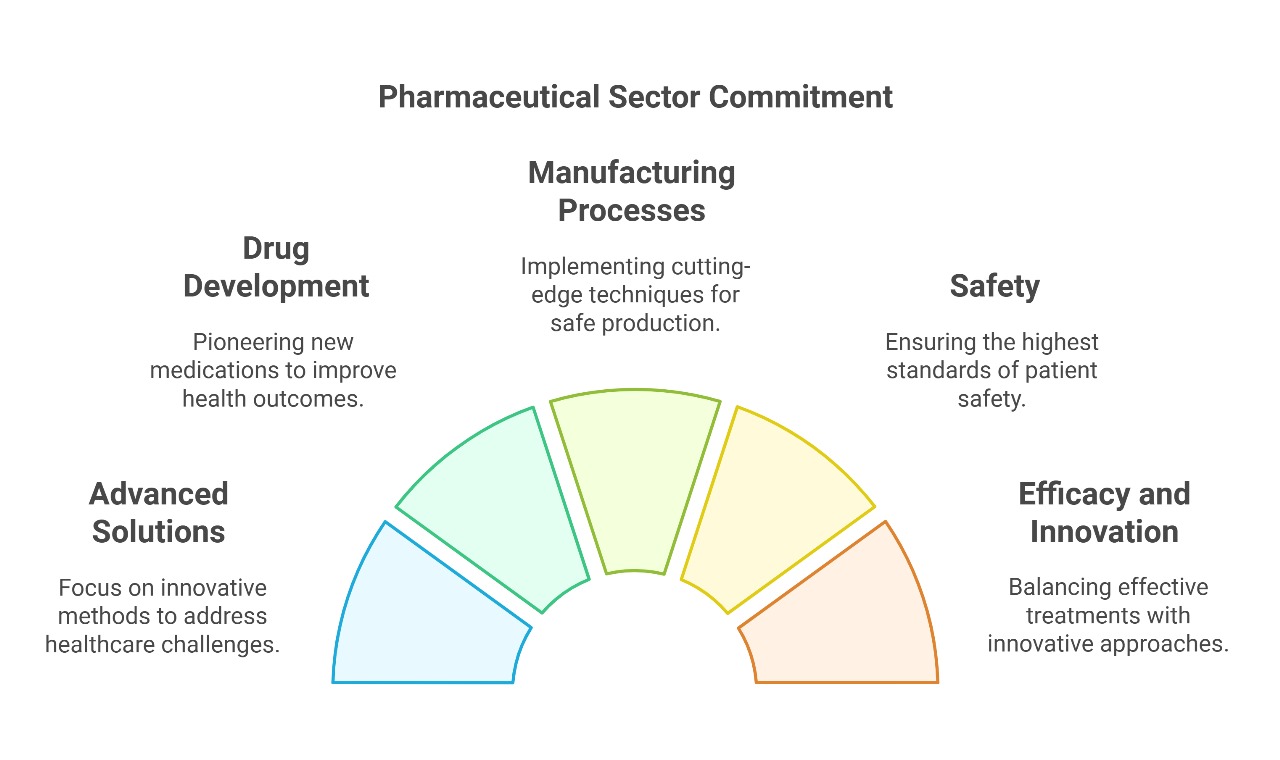 Pharmaceutical Sector Commitment
Manufacturing
Processes
Implementing cutting-
edge techniques for
safe production.
Drug
Development
Pioneering new
medications to improve
health outcomes.
Safety
Ensuring the highest
standards of patient
safety.
Advanced
Solutions
Focus on innovative
methods to address
healthcare challenges.
Efficacy and
Innovation
Balancing effective
treatments with
innovative approaches.